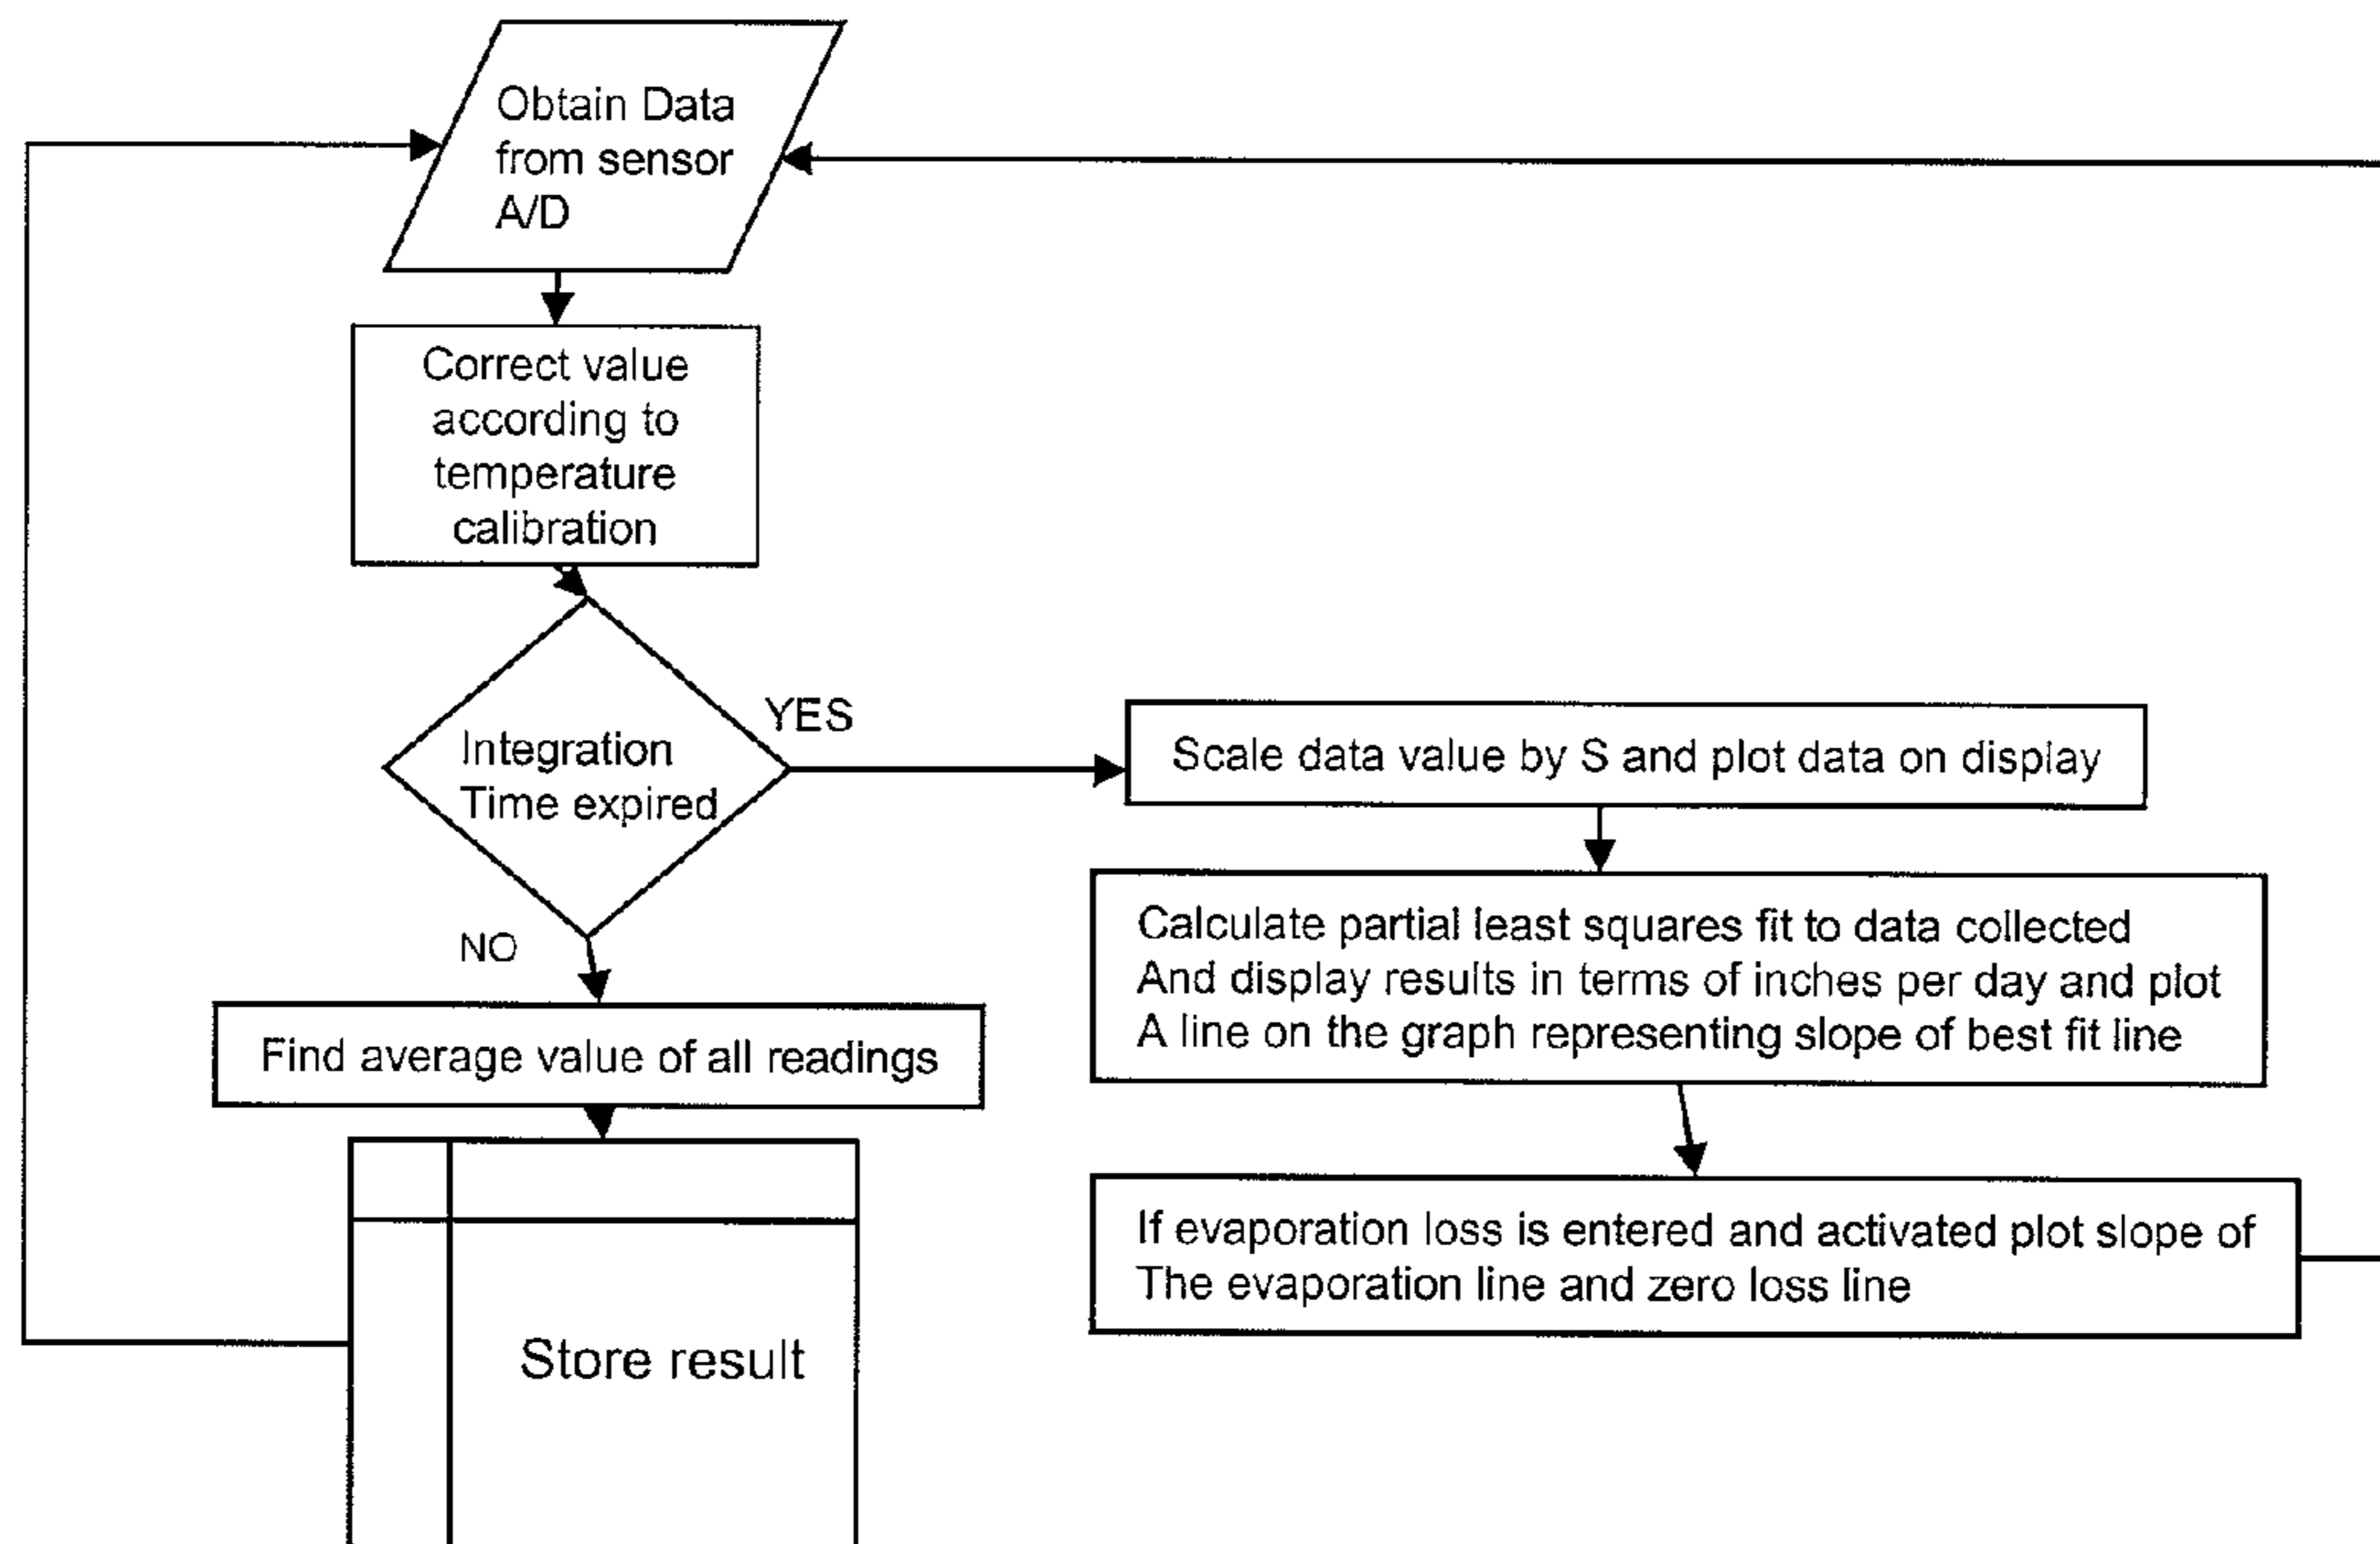 Obtain Data
from sensor
A/D
Correct value
according to
temperature
calibration
Integration
Time expired
YES
NO
Scale data value by S and plot data on display
Calculate partial least squares fit to data collected
And display results in terms of inches per day and plot
A line on the graph representing slope of best fit line
Find average value of all readings
If evaporation loss is entered and activated plot slope of
The evaporation line and zero loss line
Store result